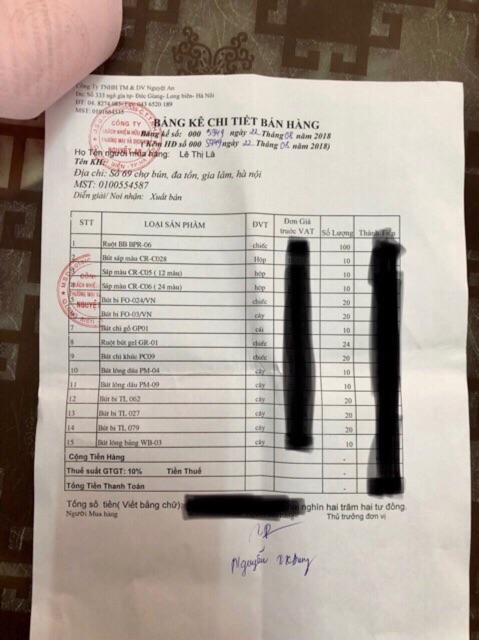 Công Ty TNHH TM & DV Nguyệt An
Đc: Số 333 ngõ gia tự- Đức Giang- Long biên- Hà Nôi
ĐT: 04. 8274 085- Fax: 043 6520 189
MST: 0101664335
BẢNG KÊ CHI TIẾT BÁN HÀNG
Bảng kê số: 000 5749 ngày 22 Tháng 08 năm 2018
( Kèm HĐ số 000 5749 ngày 22 Tháng 08 năm 2018)
Họ Tên người mua hàng: Lê Thị Là
Tên KH:
Địa chỉ: Số 69 chợ bún, đa tốn, gia lâm, hà nội
MST: 0100554587
Diễn giải/ Noi nhận: Xuất bán
STT LOẠI SẢN PHẨM ĐVT Đơn Giá trước VAT Số Lượng Thành Tiền
1 Ruột BB BPR-06 chiếc 100
2 Bút sáp màu CR-C028 Hộp 10
3 Sáp màu CR-C05 ( 12 màu) hộp 10
Sáp màu CR-C06 ( 24 màu) hộp 10
Bút bi FO-024/VN chiếc 20
Bút bi FO-03/VN cây 20
7 Bút chì gỗ GP01 cái 10
8 Ruột bút gel GR-01 chiếc 24
9 Bút chì khúc PC09 chiếc 20
10 Bút lông dầu PM-04 cây 10
11 Bút lông dầu PM-09 cây 10
12 Bút bi TL 062 cây 20
13 Bút bi TL 027 cây 20
14 Bút bi TL 079 cây 20
15 Bút lông bảng WB-03 cây 10
Cộng Tiền Hàng -
Thuế suất GTGT: 10% Tiền Thuế -
Tổng Tiền Thanh Toán -
Tổng số tiền( Viết bằng chữ): nghìn hai trăm hai tư đồng.
Người Mua hàng Thủ trưởng đơn vị
Nguyễn